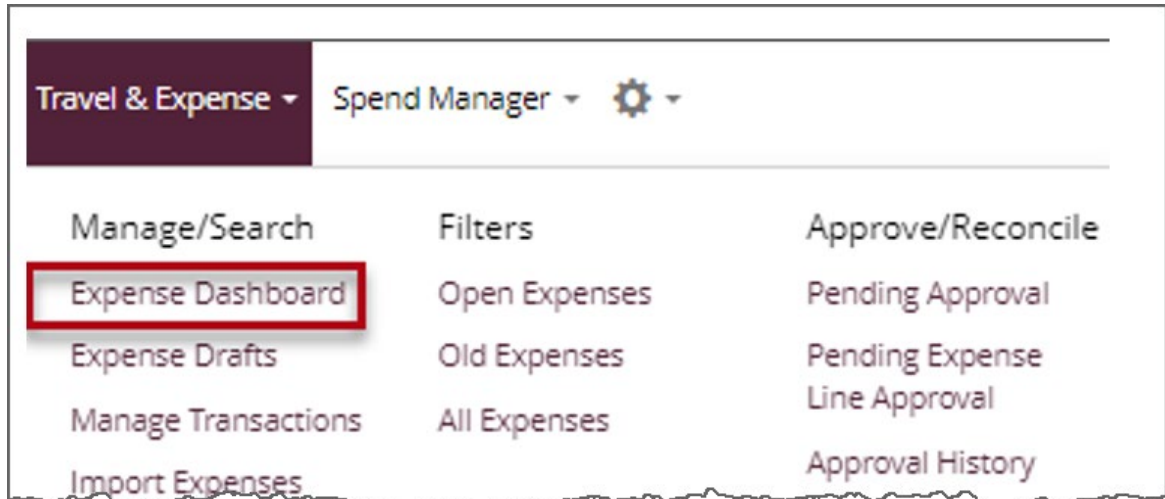 Travel & Expense Spend Manager
Manage/Search
Expense Dashboard
Expense Drafts
Manage Transactions
Import Expenses
Filters
Open Expenses
Old Expenses
All Expenses
Approve/Reconcile
Pending Approval
Pending Expense
Line Approval
Approval History